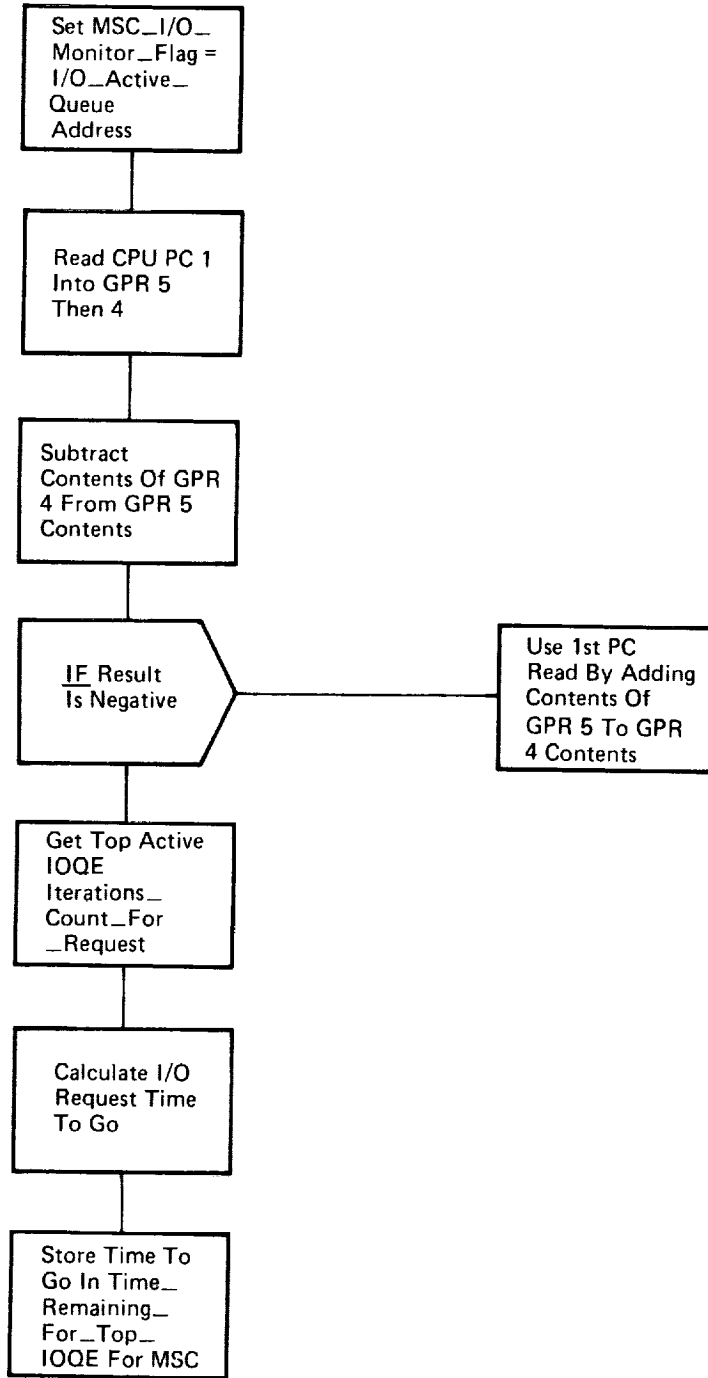 Set MSC_I/O_
Monitor_Flag =
I/O_Active_
Queue
Address
Read CPU PC 1
Into GPR 5
Then 4
Subtract
Contents Of GPR
4 From GPR 5
Contents
IF Result
Is Negative
Use 1st PC
Read By Adding
Contents Of
GPR 5 To GPR
4 Contents
Get Top Active
IOQE
Iterations_
Count_For
_Request
Calculate I/O
Request Time
To Go
Store Time To
Go In Time_
Remaining_
For_Top_
IOQE For MSC